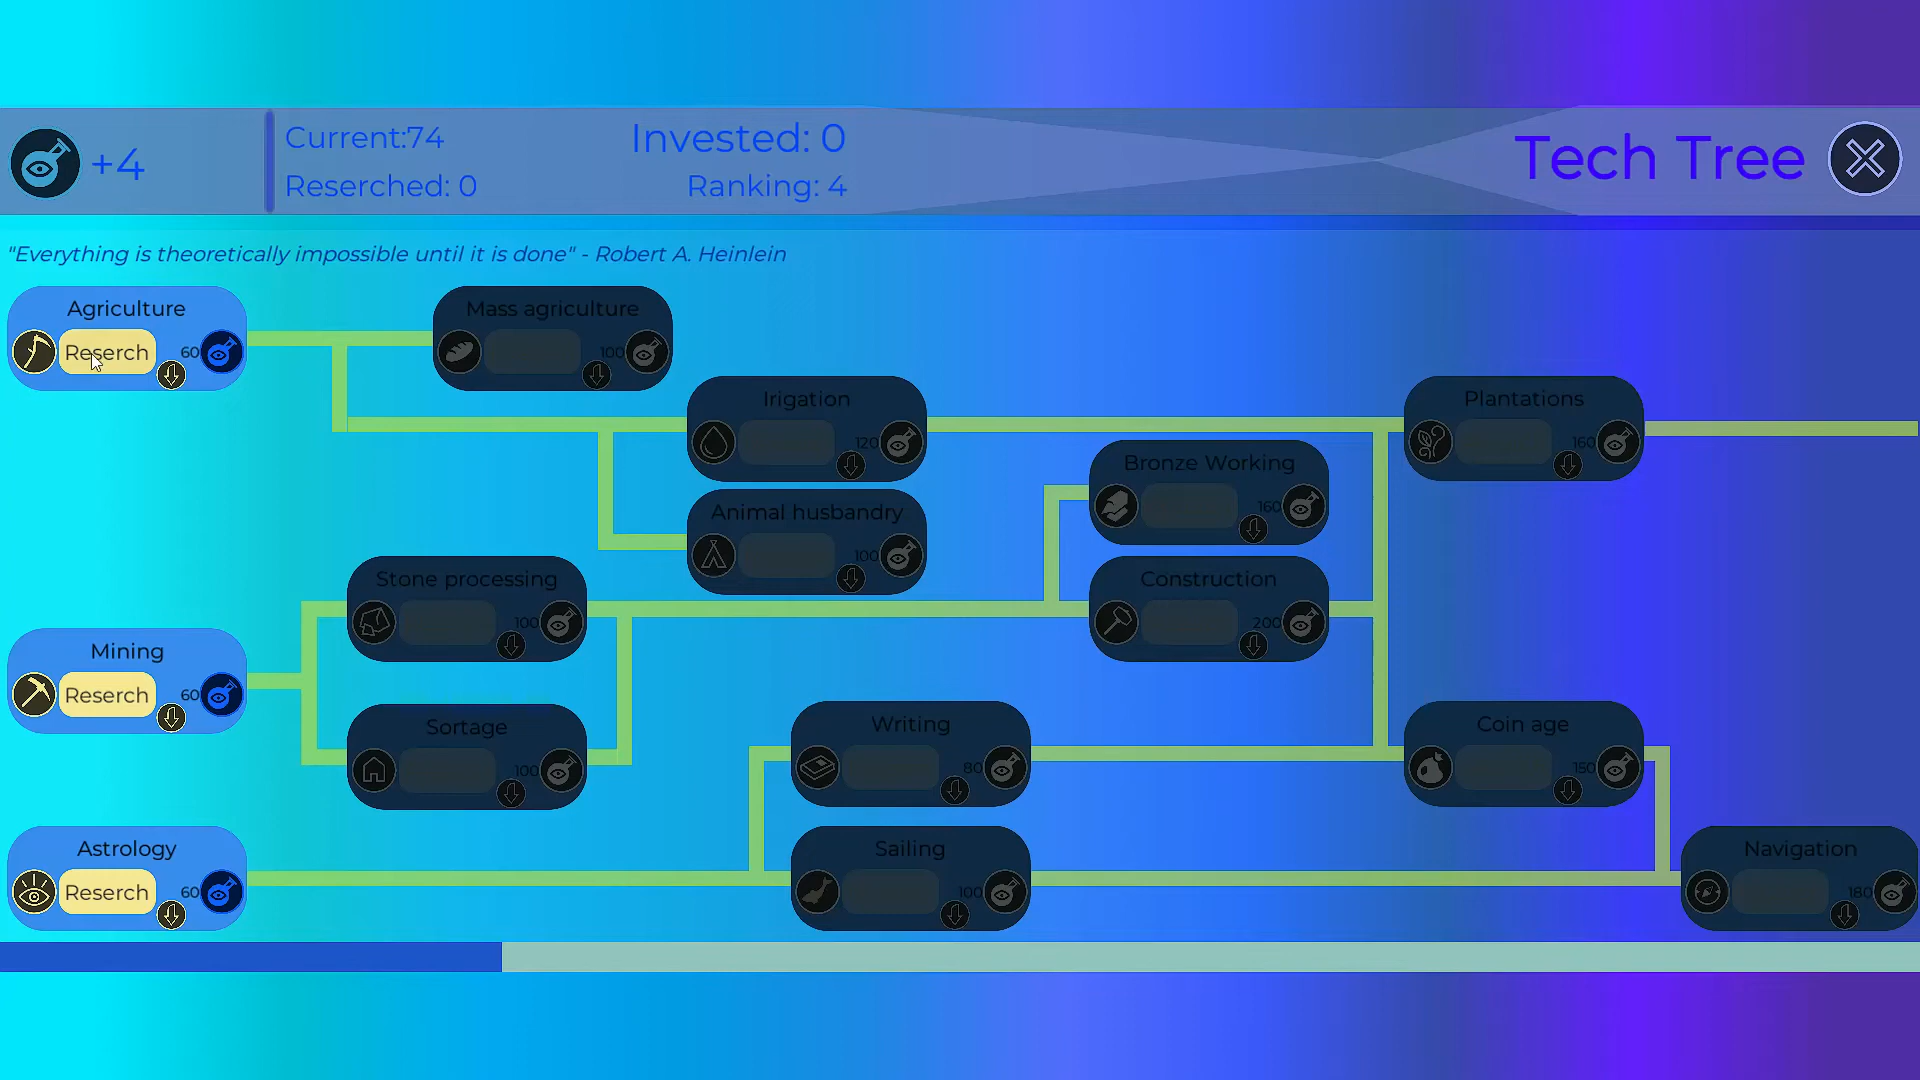 +4
Current:74
Reserched: 0
Invested: 0
Ranking: 4
Tech Tree
"Everything is theoretically impossible until it is done" - Robert A. Heinlein
Agriculture
Reserch
60
Mass agriculture
100
Irigation
120
Plantations
160
Bronze Working
160
Animal husbandry
100
Stone processing
100
Construction
200
Mining
Reserch
60
Sortage
100
Writing
80
Coin age
150
Astrology
Reserch
60
Sailing
100
Navigation
180